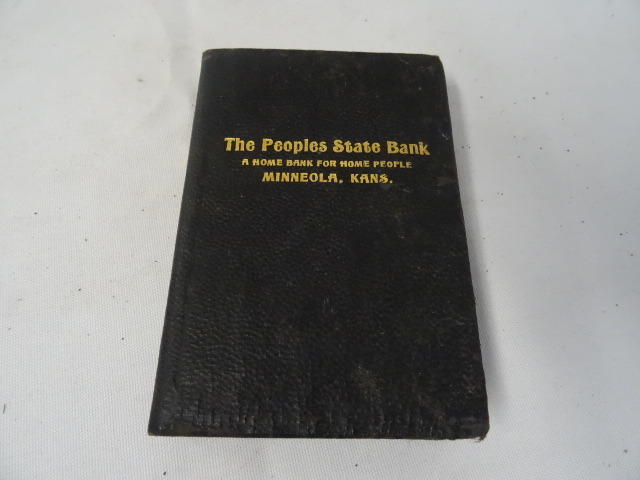 The Peoples State Bank
A HOME BANK FOR HOME PEOPLE
MINNEOLA, KANS.